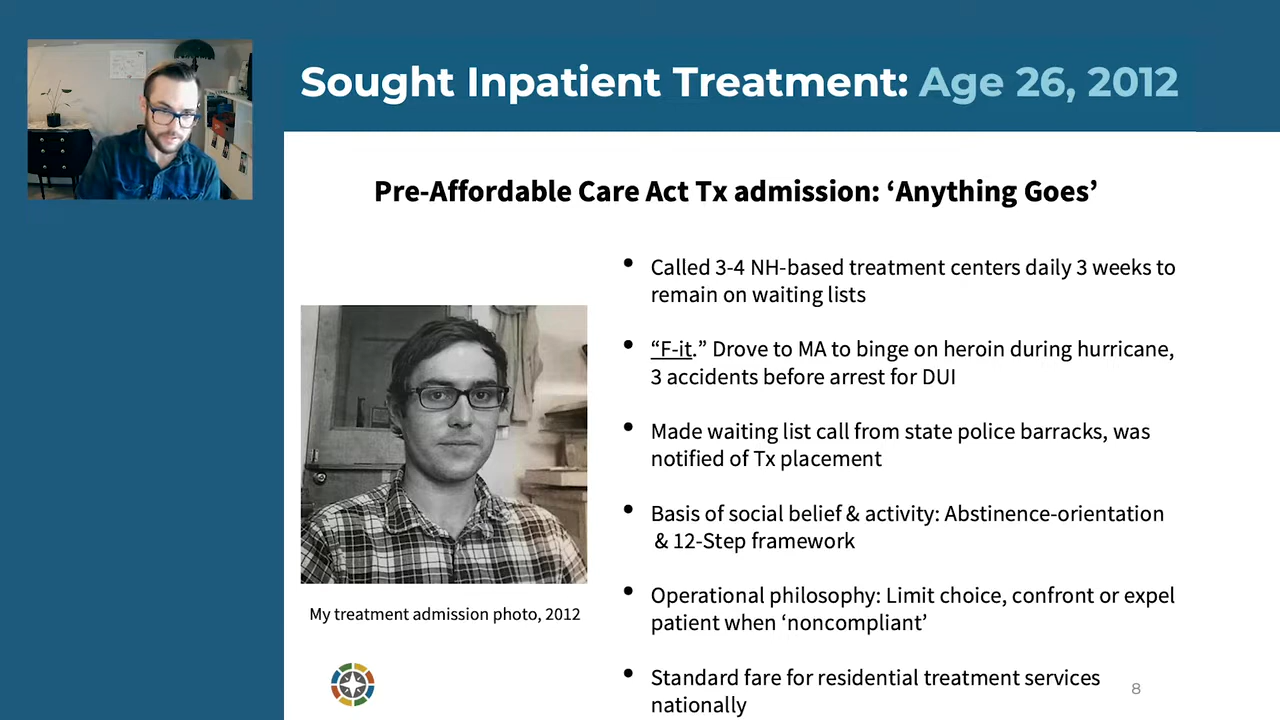 Sought Inpatient Treatment: Age 26, 2012
Pre-Affordable Care Act Tx admission: ‘Anything Goes’
• Called 3-4 NH-based treatment centers daily 3 weeks to
remain on waiting lists
• “F-it.” Drove to MA to binge on heroin during hurricane,
3 accidents before arrest for DUI
• Made waiting list call from state police barracks, was
notified of Tx placement
• Basis of social belief & activity: Abstinence-orientation
& 12-Step framework
• Operational philosophy: Limit choice, confront or expel
patient when ‘noncompliant’
• Standard fare for residential treatment services
nationally
My treatment admission photo, 2012
8